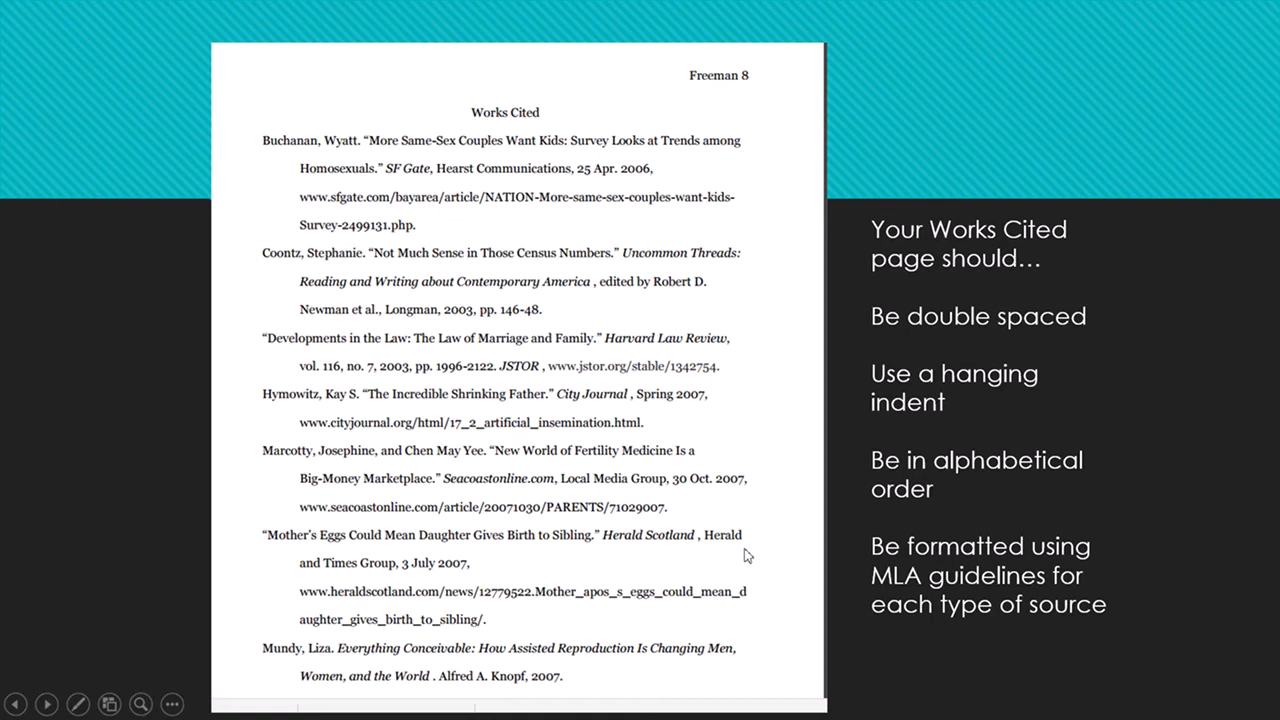 Freeman 8
Works Cited
Buchanan, Wyatt. “More Same-Sex Couples Want Kids: Survey Looks at Trends among
Homosexuals.” SF Gate, Hearst Communications, 25 Apr. 2006,
www.sfgate.com/bayarea/article/NATION-More-same-sex-couples-want-kids-
Survey-2499131.php.
Coontz, Stephanie. “Not Much Sense in Those Census Numbers.” Uncommon Threads:
Reading and Writing about Contemporary America , edited by Robert D.
Newman et al., Longman, 2003, pp. 146-48.
“Developments in the Law: The Law of Marriage and Family.” Harvard Law Review,
vol. 116, no. 7, 2003, pp. 1996-2122. JSTOR , www.jstor.org/stable/1342754.
Hymowitz, Kay S. “The Incredible Shrinking Father.” City Journal , Spring 2007,
www.cityjournal.org/html/17_2_artificial_insemination.html.
Marcotty, Josephine, and Chen May Yee. “New World of Fertility Medicine Is a
Big-Money Marketplace.” Seacoastonline.com, Local Media Group, 30 Oct. 2007,
www.seacoastonline.com/article/20071030/PARENTS/71029007.
“Mother’s Eggs Could Mean Daughter Gives Birth to Sibling.” Herald Scotland , Herald
and Times Group, 3 July 2007,
www.heraldscotland.com/news/12779522.Mother_apos_s_eggs_could_mean_d
aughter_gives_birth_to_sibling/.
Mundy, Liza. Everything Conceivable: How Assisted Reproduction Is Changing Men,
Women, and the World . Alfred A. Knopf, 2007.
Your Works Cited
page should…
Be double spaced
Use a hanging
indent
Be in alphabetical
order
Be formatted using
MLA guidelines for
each type of source